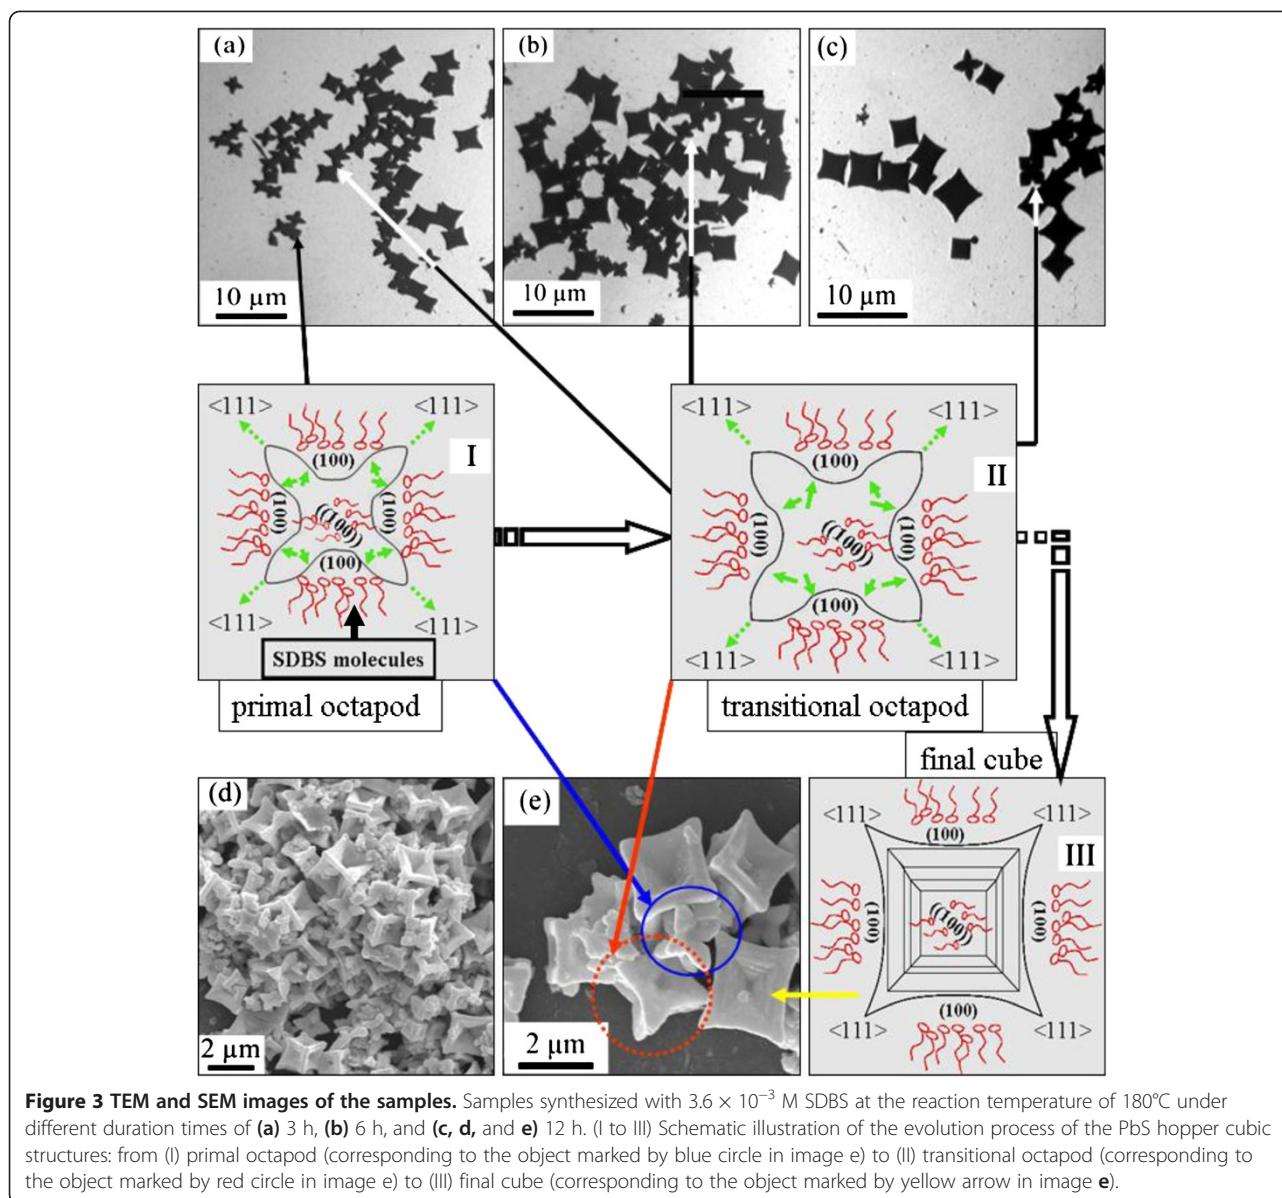 (a)
(b)
(c)
10 µm
10 µm
10 µm
<111>
<111>
I
(100)
(100)
((100))
(100)
(100)
<111>
<111>
SDBS molecules
primal octapod
<111>
<111>
II
(100)
(100)
((100))
(100)
(100)
<111>
<111>
transitional octapod
final cube
(d)
2 µm
(e)
2 µm
<111>
<111>
III
(100)
(100)
((100))
(100)
(100)
<111>
<111>
Figure 3 TEM and SEM images of the samples. Samples synthesized with 3.6 × 10⁻³ M SDBS at the reaction temperature of 180°C under
different duration times of (a) 3 h, (b) 6 h, and (c, d, and e) 12 h. (I to III) Schematic illustration of the evolution process of the PbS hopper cubic
structures: from (I) primal octapod (corresponding to the object marked by blue circle in image e) to (II) transitional octapod (corresponding to
the object marked by red circle in image e) to (III) final cube (corresponding to the object marked by yellow arrow in image e).